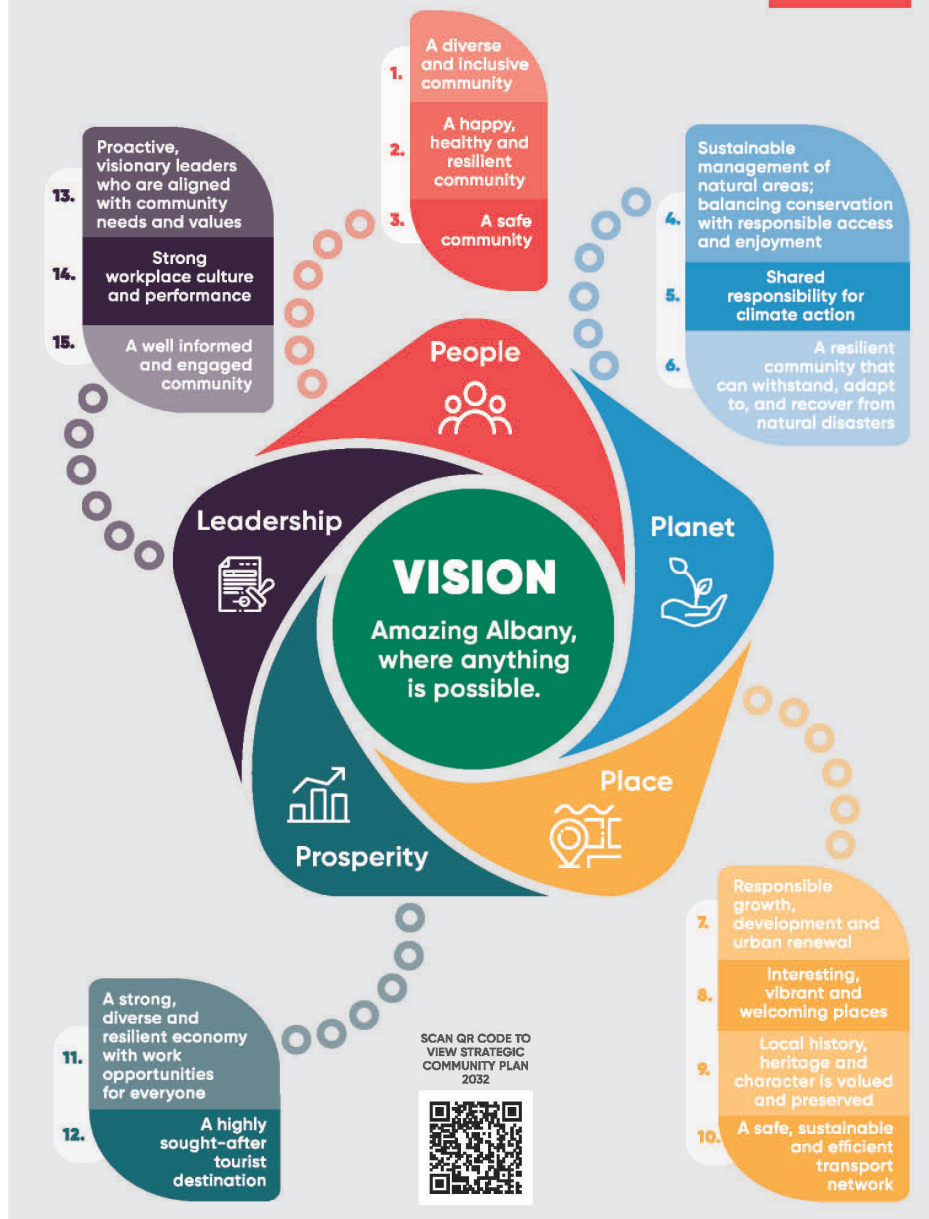 1.
A diverse
and inclusive
community
2.
A happy,
healthy and
resilient
community
3.
A safe
community
13.
Proactive,
visionary leaders
who are aligned
with community
needs and values
14.
Strong
workplace culture
and performance
15.
A well informed
and engaged
community
4.
Sustainable
management of
natural areas;
balancing conservation
with responsible access
and enjoyment
5.
Shared
responsibility for
climate action
6.
A resilient
community that
can withstand, adapt
to, and recover from
natural disasters
People
Leadership
Planet
VISION
Amazing Albany,
where anything
is possible.
Place
Prosperity
7.
Responsible
growth,
development and
urban renewal
8.
Interesting,
vibrant and
welcoming places
9.
Local history,
heritage and
character is valued
and preserved
10.
A safe, sustainable
and efficient
transport
network
11.
A strong,
diverse and
resilient economy
with work
opportunities
for everyone
12.
A highly
sought-after
tourist
destination
SCAN QR CODE TO
VIEW STRATEGIC
COMMUNITY PLAN
2032